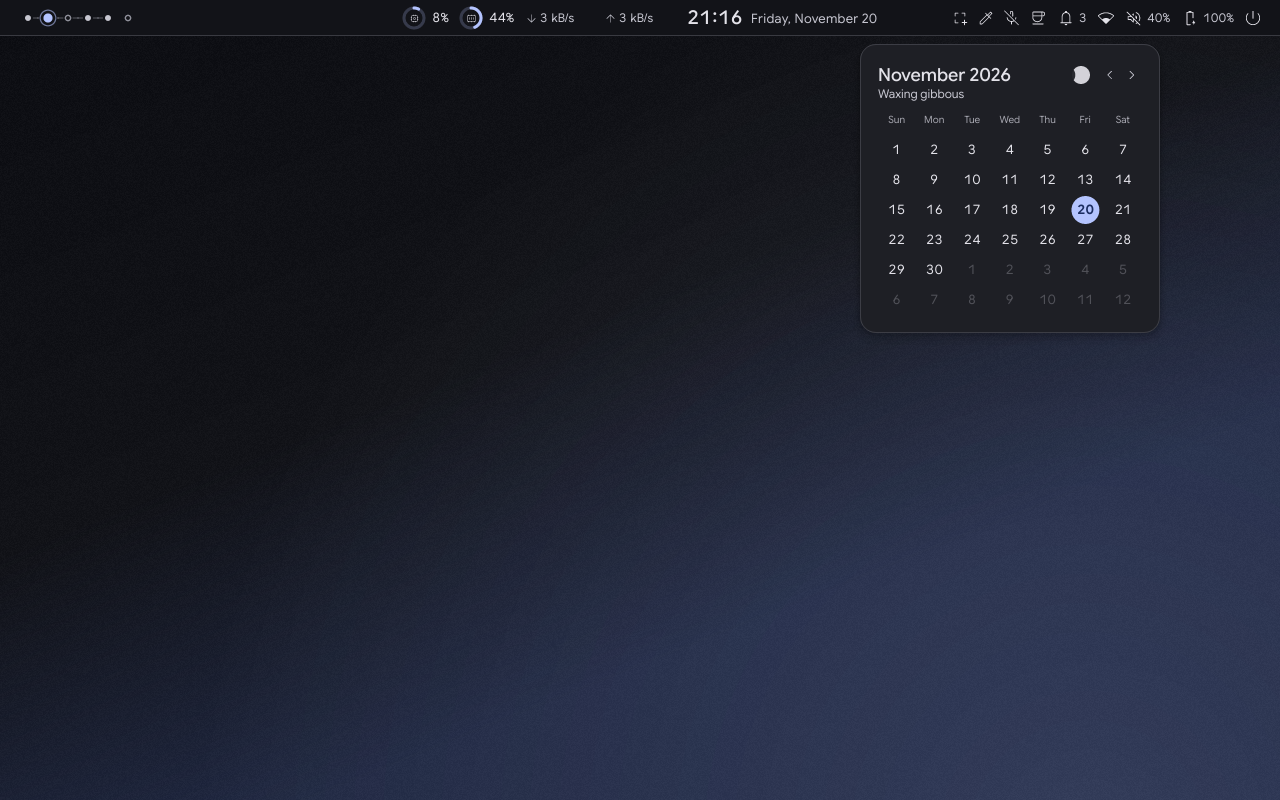 8% 44% ↓ 3 kB/s ↑ 3 kB/s 21:16 Friday, November 20 3 40% 100%
November 2026
Waxing gibbous
Sun Mon Tue Wed Thu Fri Sat
1 2 3 4 5 6 7
8 9 10 11 12 13 14
15 16 17 18 19 20 21
22 23 24 25 26 27 28
29 30 1 2 3 4 5
6 7 8 9 10 11 12